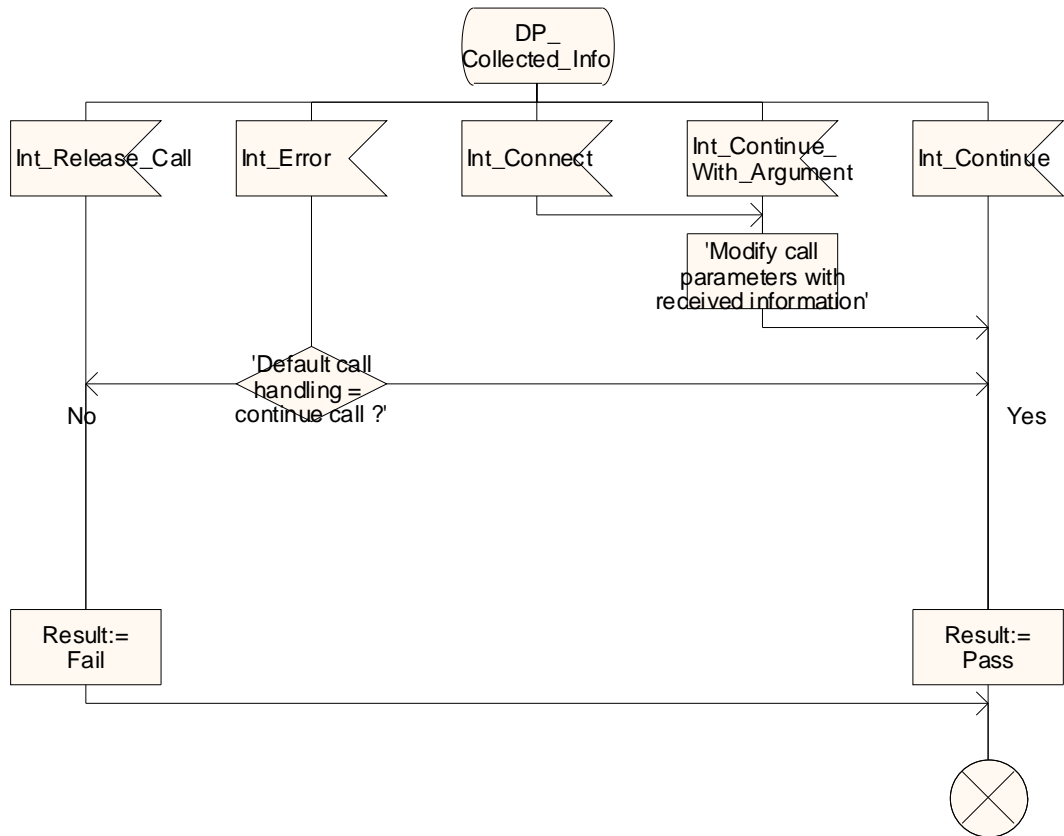 DP_
Collected_Info
Int_Release_Call
Int_Error
Int_Connect
Int_Continue_
With_Argument
Int_Continue
'Modify call
parameters with
received information'
'Default call
handling =
continue call ?'
No
Yes
Result:=
Fail
Result:=
Pass